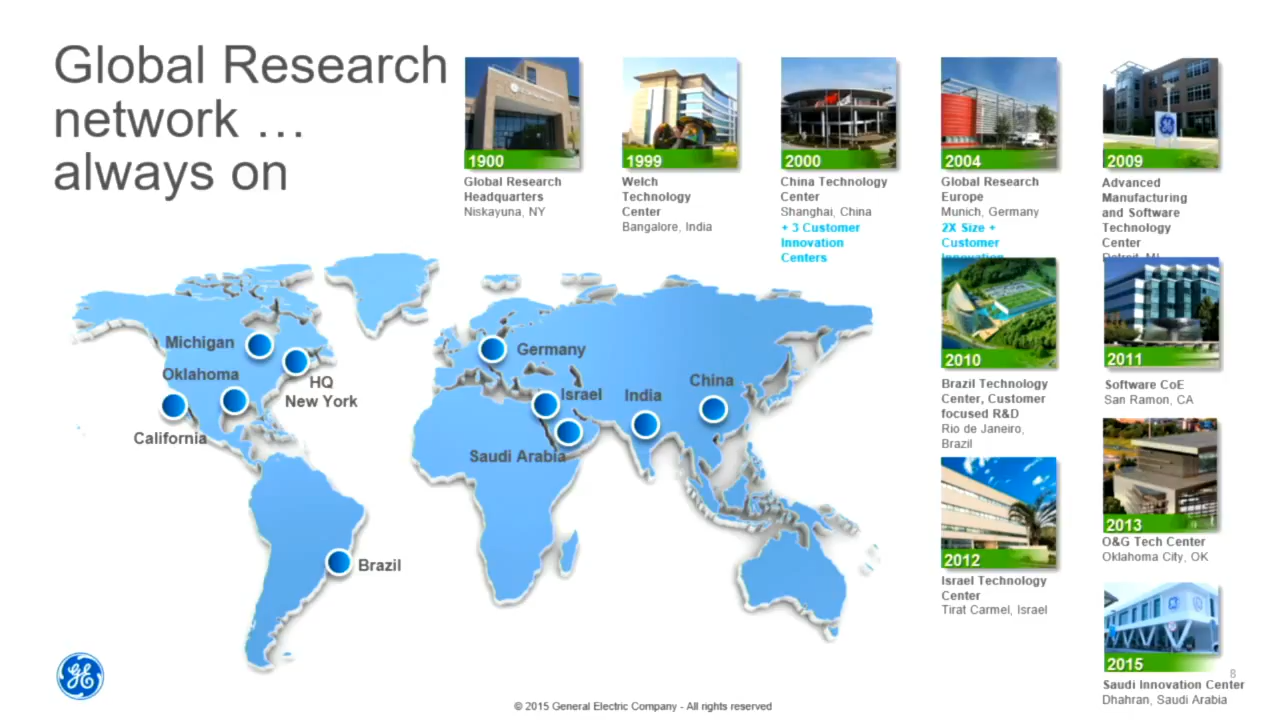 Global Research
network …
always on
1900
Global Research
Headquarters
Niskayuna, NY
1999
Welch
Technology
Center
Bangalore, India
2000
China Technology
Center
Shanghai, China
+ 3 Customer
Innovation
Centers
2004
Global Research
Europe
Munich, Germany
2X Size +
Customer
Innovation
2009
Advanced
Manufacturing
and Software
Technology
Center
Detroit, MI
2010
Brazil Technology
Center, Customer
focused R&D
Rio de Janeiro,
Brazil
2011
Software CoE
San Ramon, CA
2012
Israel Technology
Center
Tirat Carmel, Israel
2013
O&G Tech Center
Oklahoma City, OK
2015
Saudi Innovation Center
Dhahran, Saudi Arabia
Michigan
Oklahoma
HQ
New York
California
Brazil
Germany
Israel
Saudi Arabia
India
China
GE
© 2015 General Electric Company - All rights reserved
8